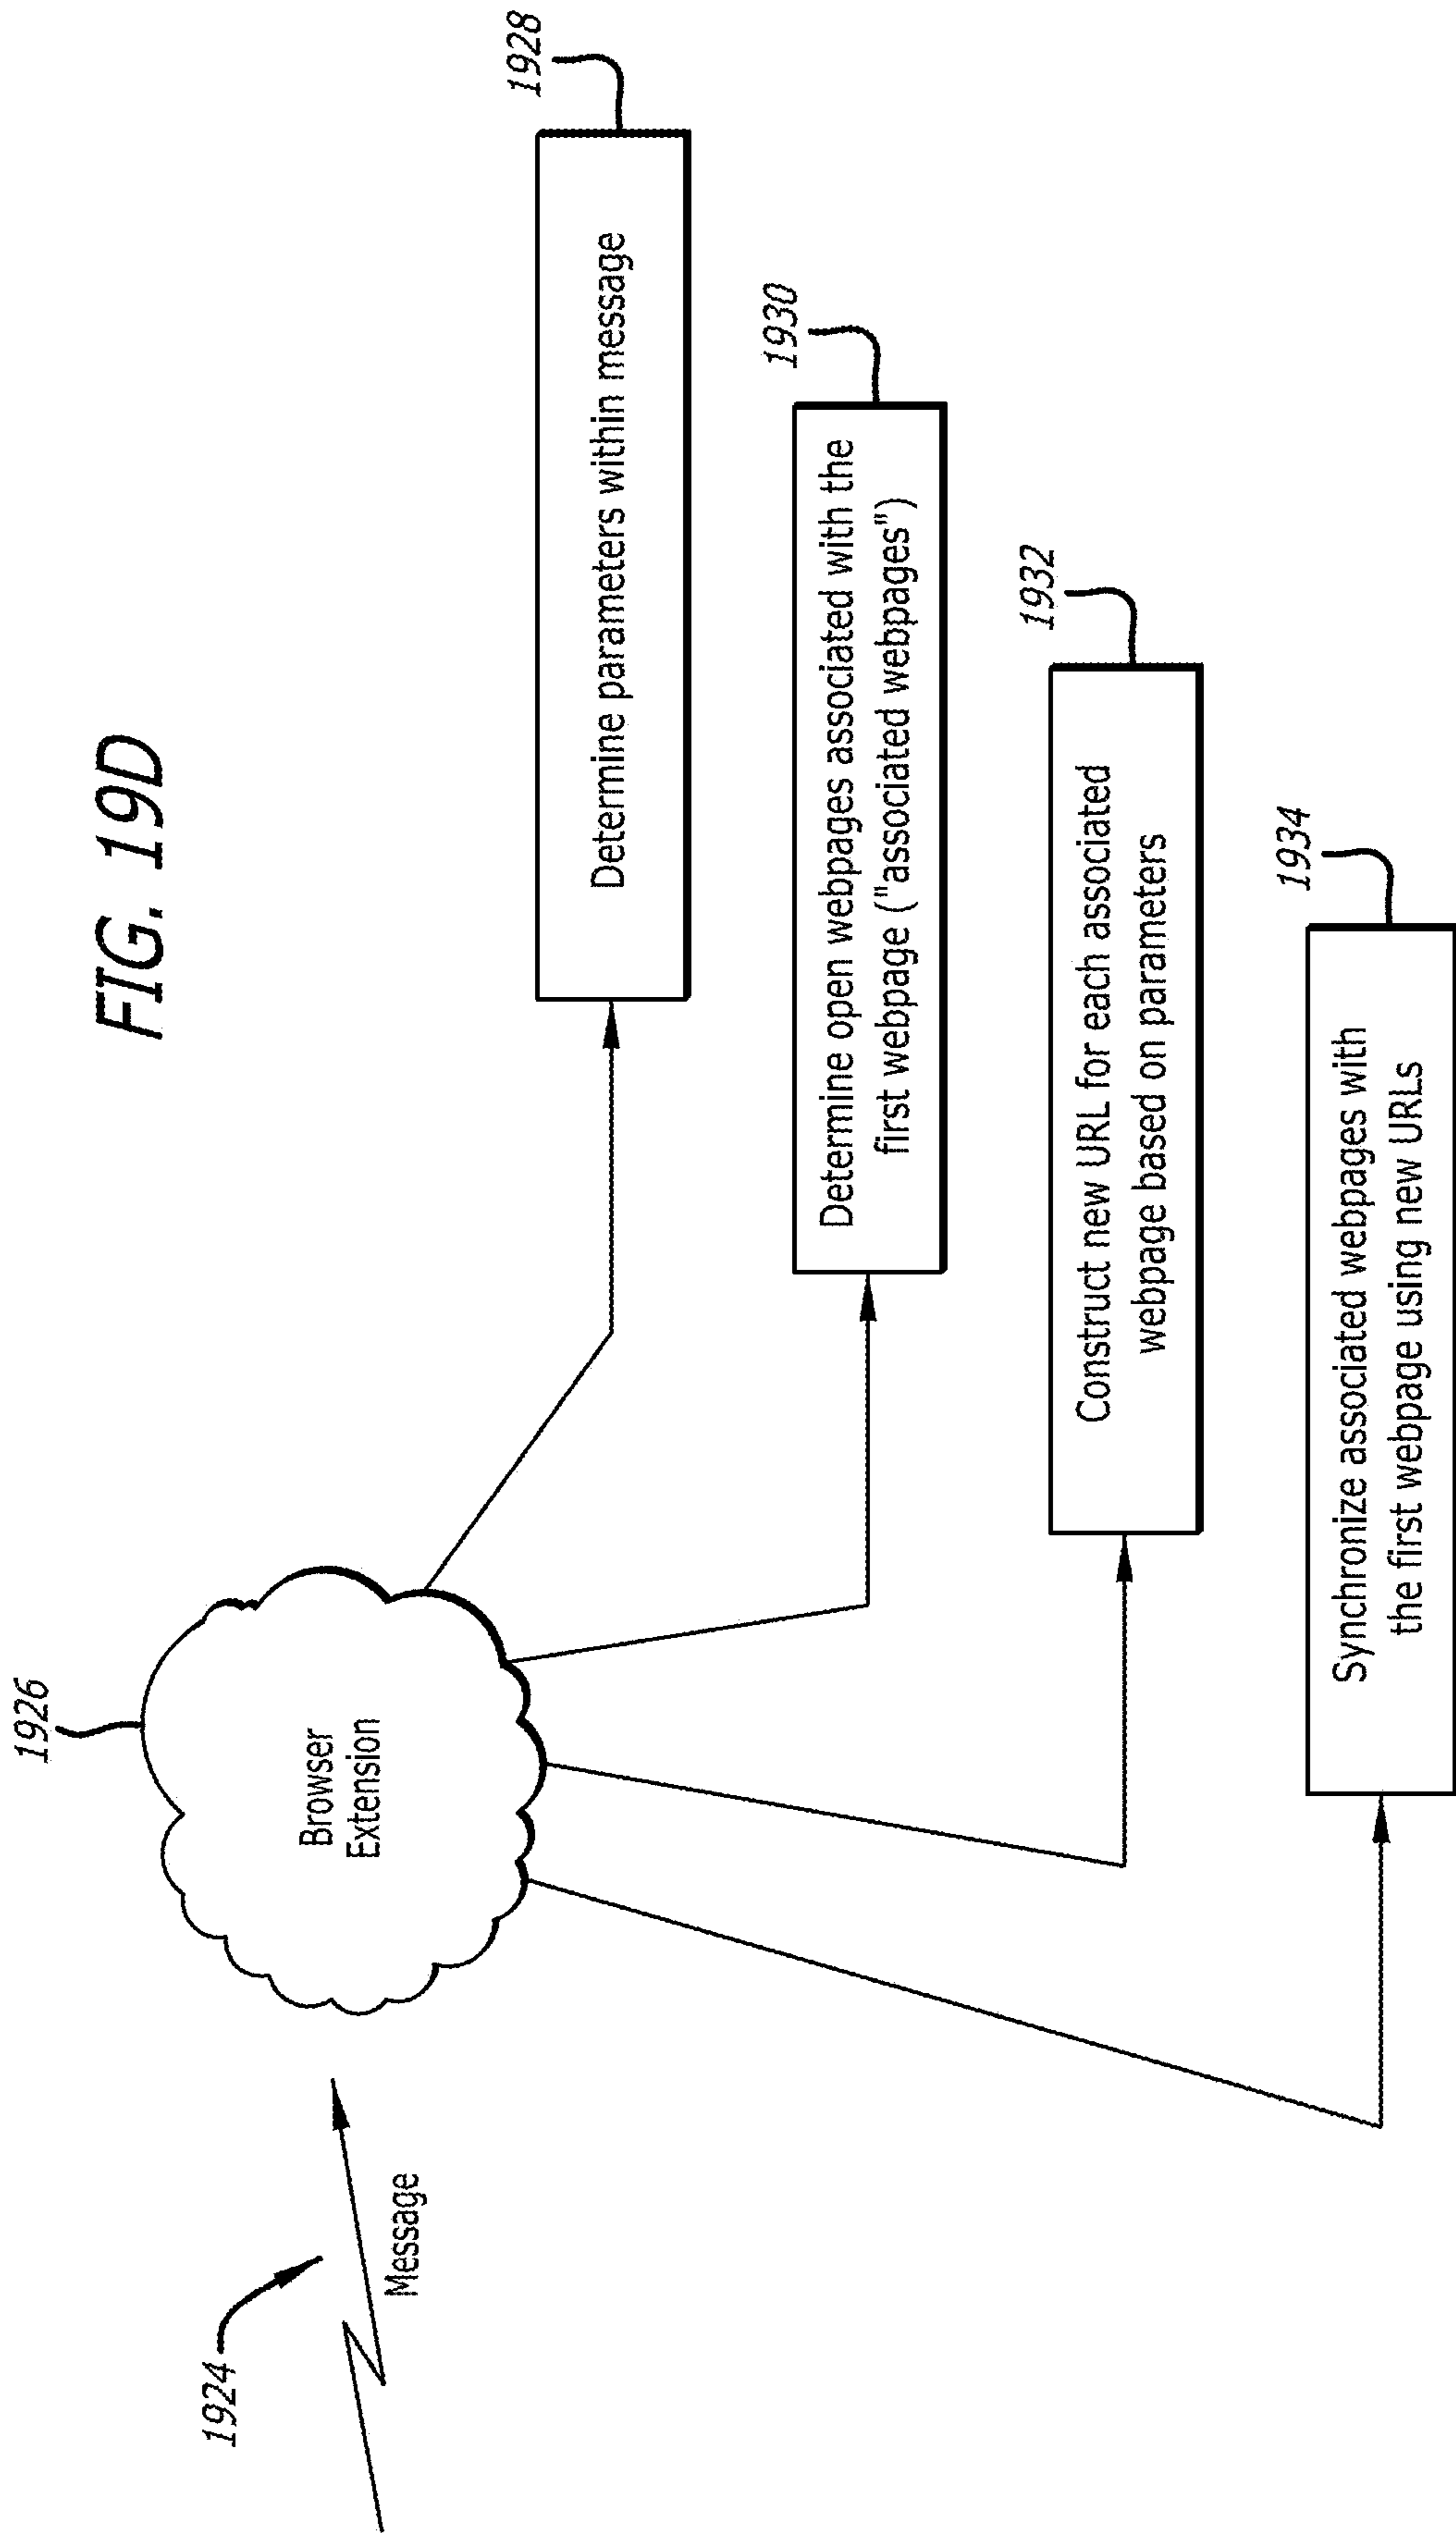 FIG. 19D
1926
Browser
Extension
1924
Message
1928
Determine parameters within message
1930
Determine open webpages associated with the
first webpage ("associated webpages")
1932
Construct new URL for each associated
webpage based on parameters
1934
Synchronize associated webpages with
the first webpage using new URLs